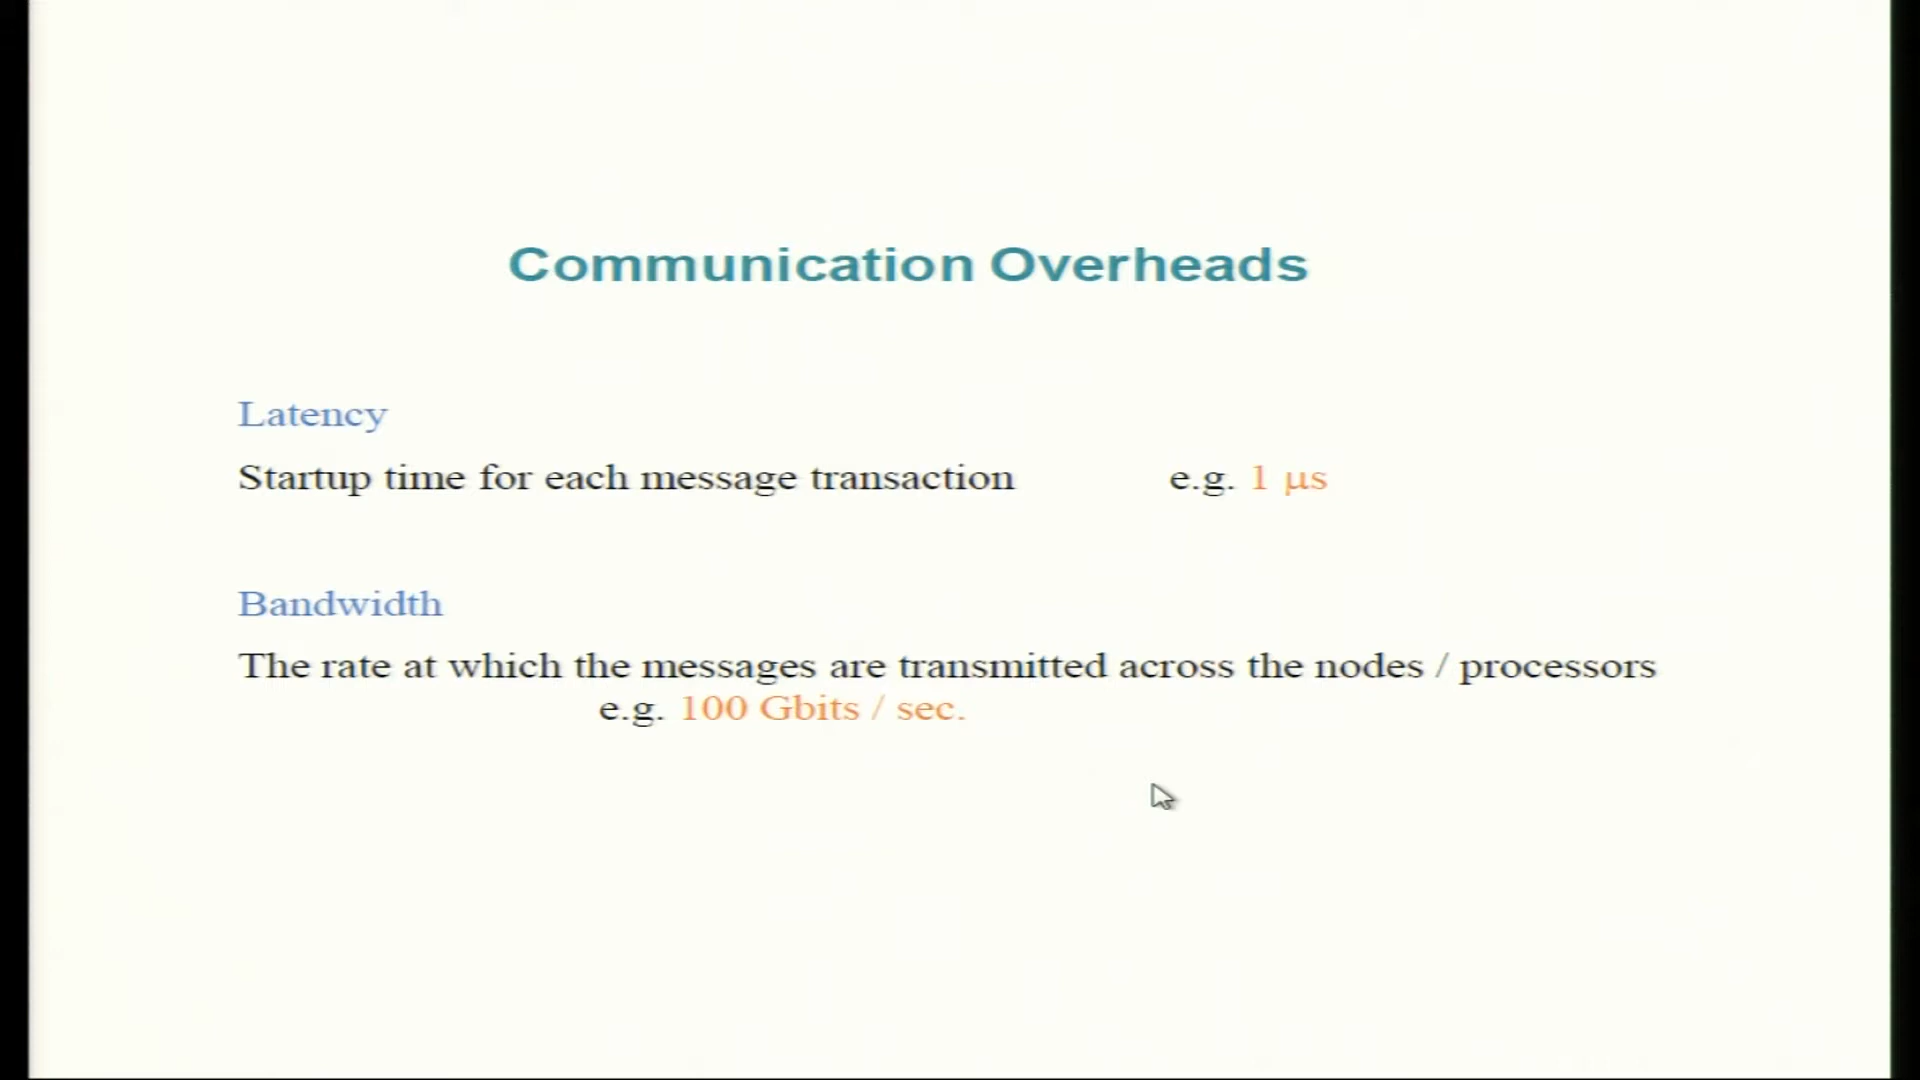 Communication Overheads
Latency
Startup time for each message transaction e.g. 1 μs
Bandwidth
The rate at which the messages are transmitted across the nodes / processors
e.g. 100 Gbits / sec.